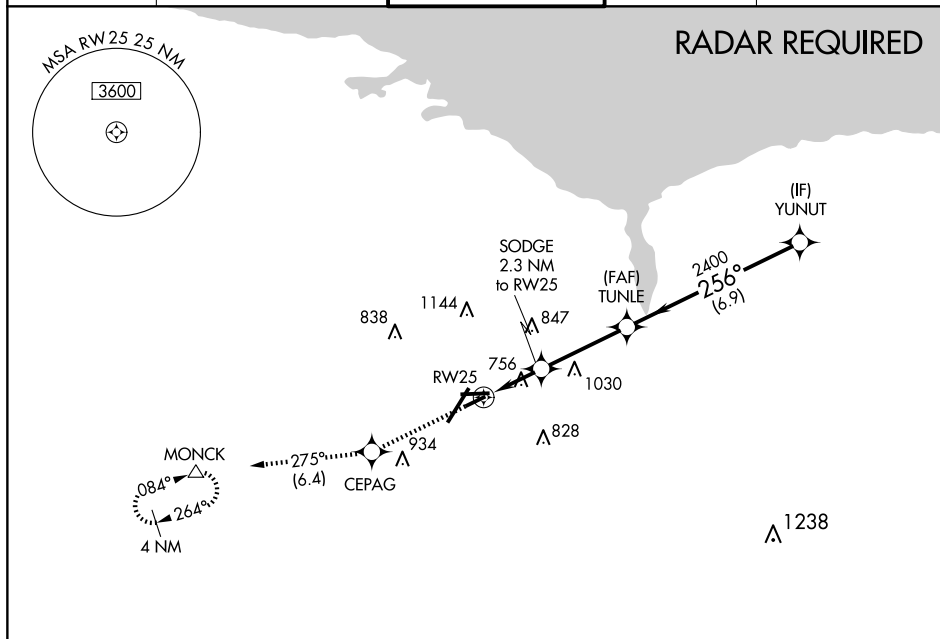 MSA RW25 25 NM
3600
RADAR REQUIRED
(IF)
YUNUT
2400
256°
(6.9)
(FAF)
TUNLE
SODGE
2.3 NM
to RW25
1144
838
847
756
1030
RW25
828
934
MONCK
275°
(6.4)
CEPAG
084°
264°
4 NM
1238